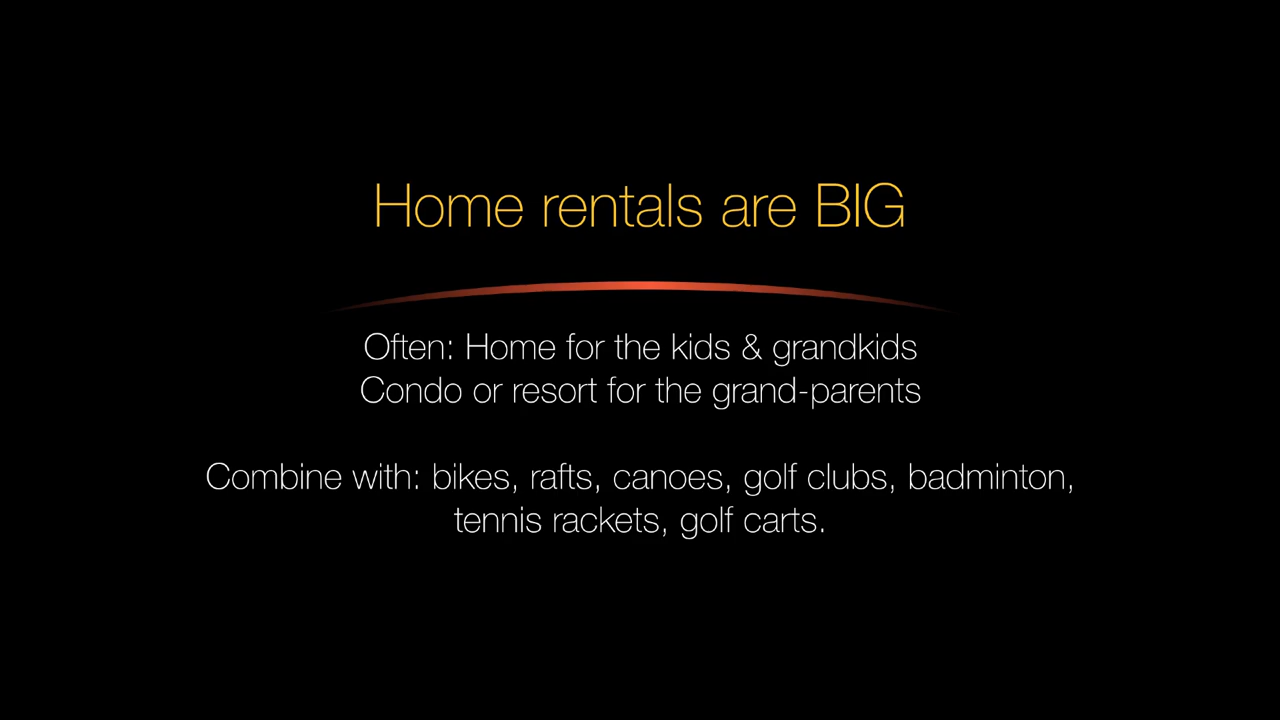 Home rentals are BIG
Often: Home for the kids & grandkids
Condo or resort for the grand-parents
Combine with: bikes, rafts, canoes, golf clubs, badminton,
tennis rackets, golf carts.